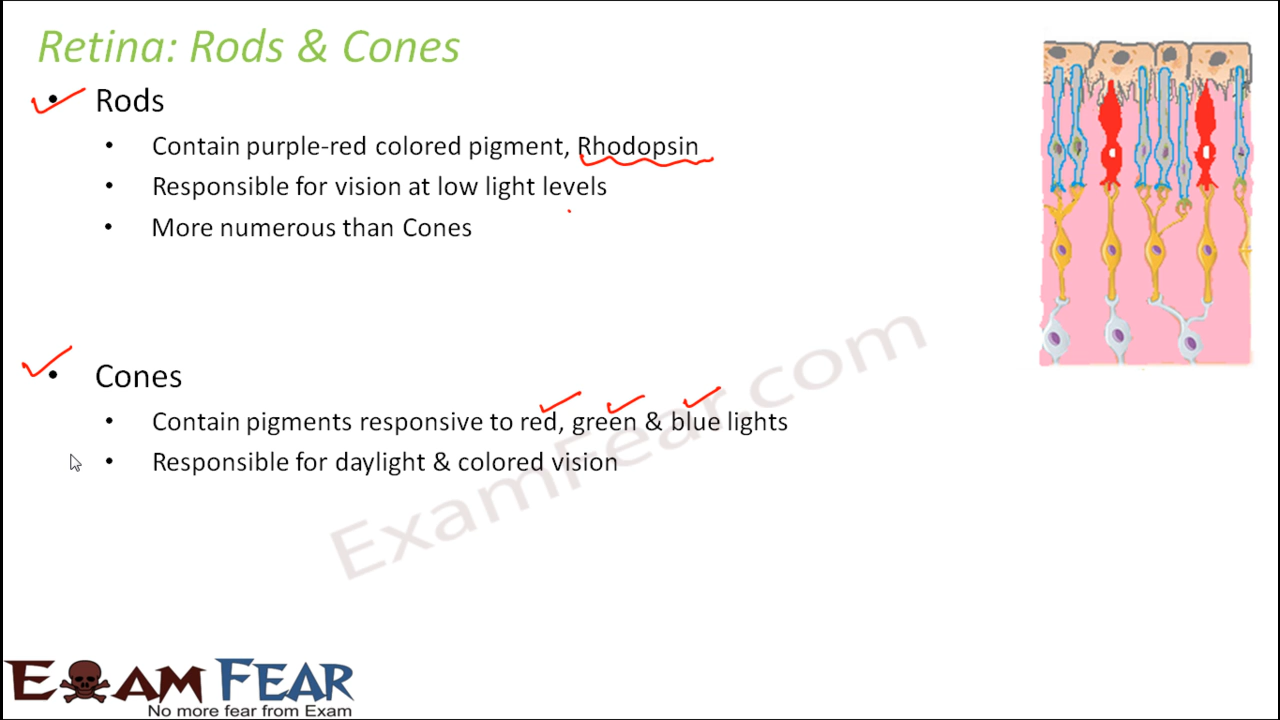 Retina: Rods & Cones
• Rods
• Contain purple-red colored pigment, Rhodopsin
• Responsible for vision at low light levels
• More numerous than Cones
• Cones
• Contain pigments responsive to red, green & blue lights
• Responsible for daylight & colored vision
ExamFear.com
EXAM FEAR
No more fear from Exam